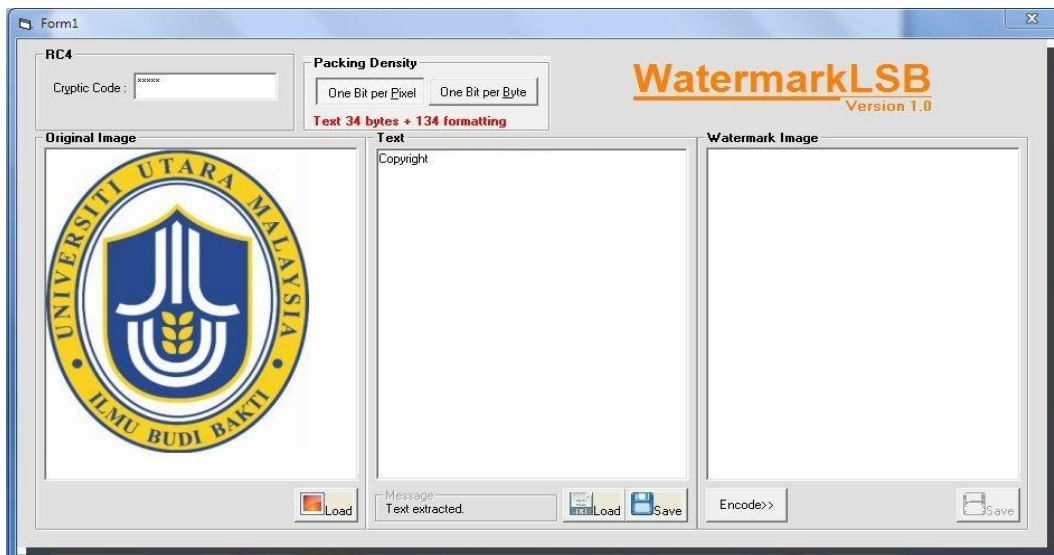 Form1
RC4
Cryptic Code :
*****
Packing Density
One Bit per Pixel
One Bit per Byte
Text 34 bytes + 134 formatting
WatermarkLSB
Version 1.0
Original Image
UNIVERSITI UTARA MALAYSIA
ILMU BUDI BAKTI
Load
Text
Copyright
Message
Text extracted.
Load
Save
Watermark Image
Encode>>
Save